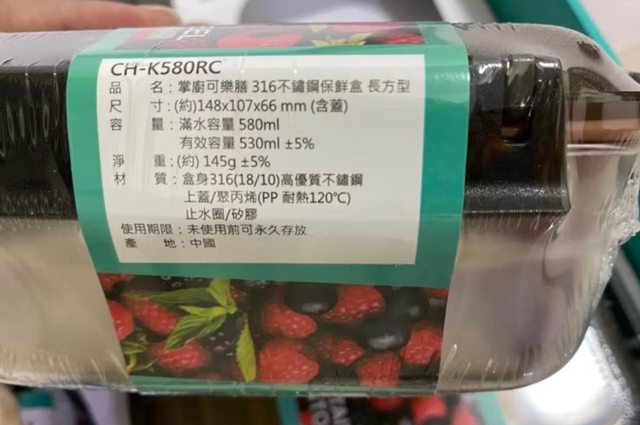 CH-K580RC
品 名：掌廚可樂膳 316不鏽鋼保鮮盒 長方型
尺 寸：(約)148x107x66 mm (含蓋)
容 量：滿水容量 580ml
有效容量 530ml ±5%
淨 重：(約) 145g ±5%
材 質：盒身316(18/10)高優質不鏽鋼
上蓋/聚丙烯(PP 耐熱120℃)
止水圈/矽膠
使用期限：未使用前可永久存放
產 地：中國